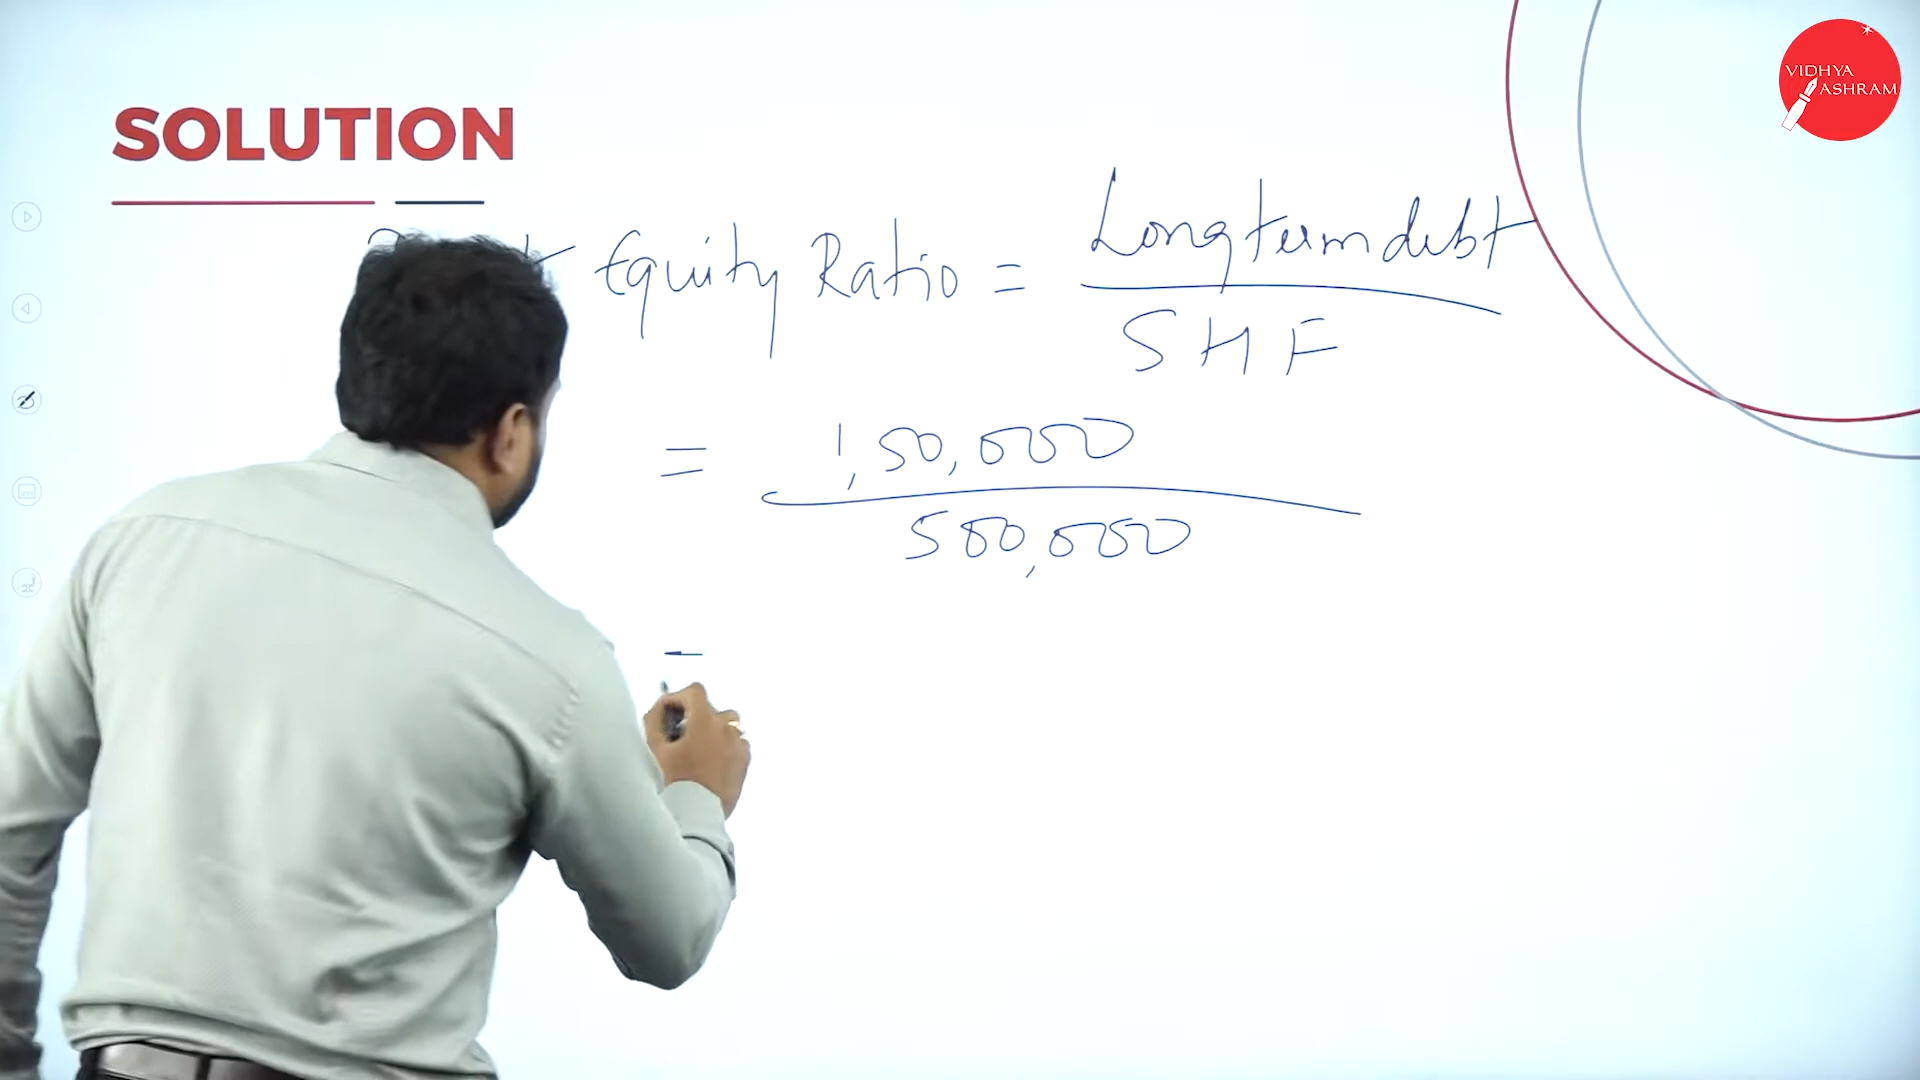 VIDHYA
ASHRAM
SOLUTION
Equity Ratio = Long term debt
SHF
= 1,50,000
500,000